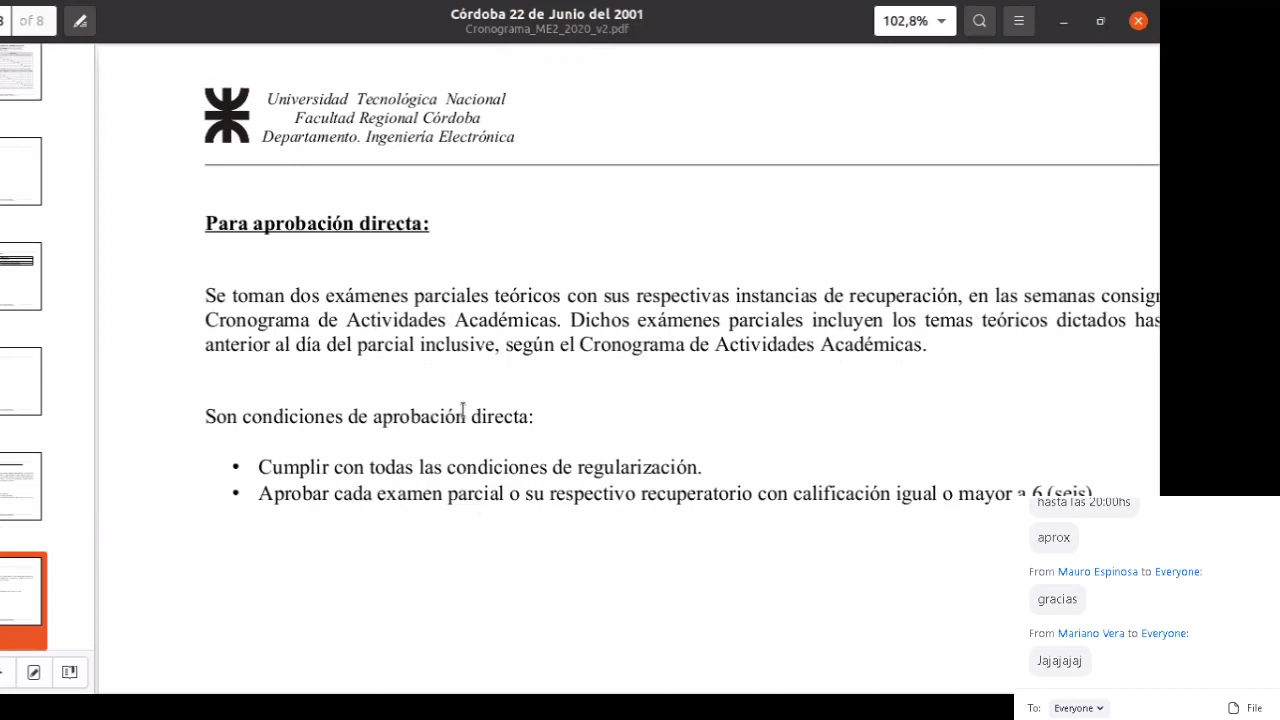 of 8
Córdoba 22 de Junio del 2001
Cronograma_ME2_2020_v2.pdf
102,8%
Universidad Tecnológica Nacional
Facultad Regional Córdoba
Departamento. Ingeniería Electrónica
Para aprobación directa:
Se toman dos exámenes parciales teóricos con sus respectivas instancias de recuperación, en las semanas
Cronograma de Actividades Académicas. Dichos exámenes parciales incluyen los temas teóricos dictados
anterior al día del parcial inclusive, según el Cronograma de Actividades Académicas.
Son condiciones de aprobación directa:
• Cumplir con todas las condiciones de regularización.
• Aprobar cada examen parcial o su respectivo recuperatorio con calificación igual o mayor a 6 (seis)
hasta las 20:00hs
aprox
From Mauro Espinosa to Everyone:
gracias
From Mariano Vera to Everyone:
Jajajajaj
To: Everyone
File